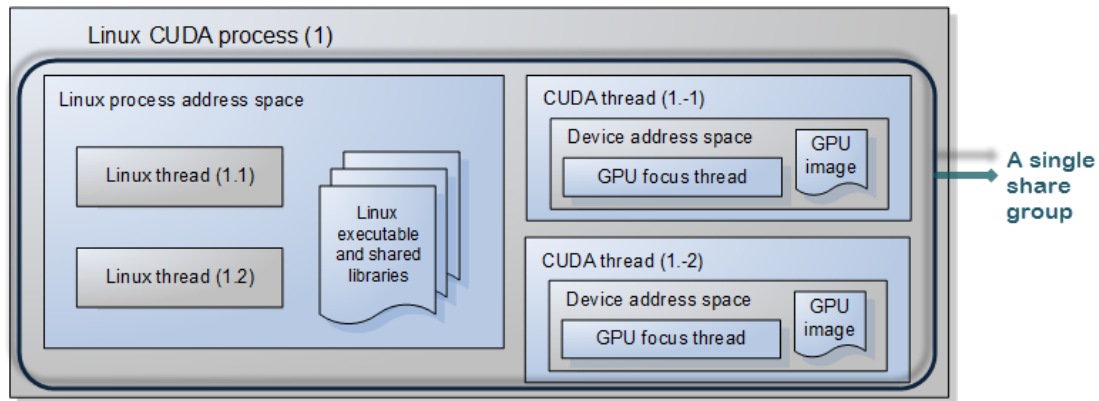 Linux CUDA process (1)
Linux process address space
Linux thread (1.1)
Linux thread (1.2)
Linux
executable
and shared
libraries
CUDA thread (1.-1)
Device address space
GPU focus thread
GPU
image
CUDA thread (1.-2)
Device address space
GPU focus thread
GPU
image
A single
share
group